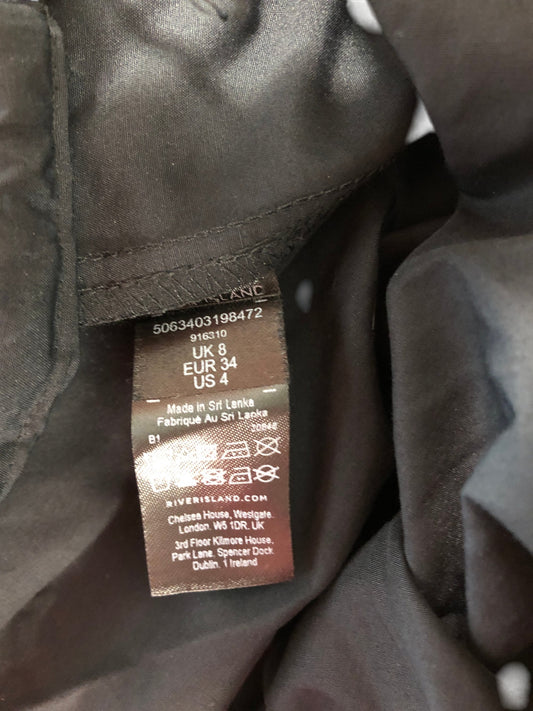 ISLAND
5063403198472
916310
UK 8
EUR 34
US 4
Made in Sri Lanka
Fabriqué Au Sri Lanka
B1
RIVERISLAND.COM
Chelsea House, Westgate,
London, W5 1DR, UK
3rd Floor Kilmore House,
Park Lane, Spencer Dock
Dublin, 1 Ireland